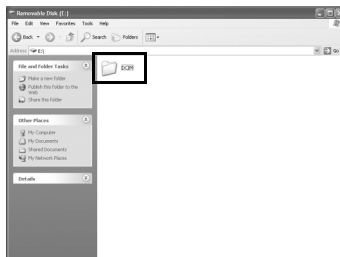 Removable Disk (E:)
File Edit View Favorites Tools Help
Back Search Folders
Address E:\ Go
File and Folder Tasks
Make a new folder
Publish this folder to the Web
Share this folder
Other Places
My Computer
My Documents
Shared Documents
My Network Places
Details
DCIM